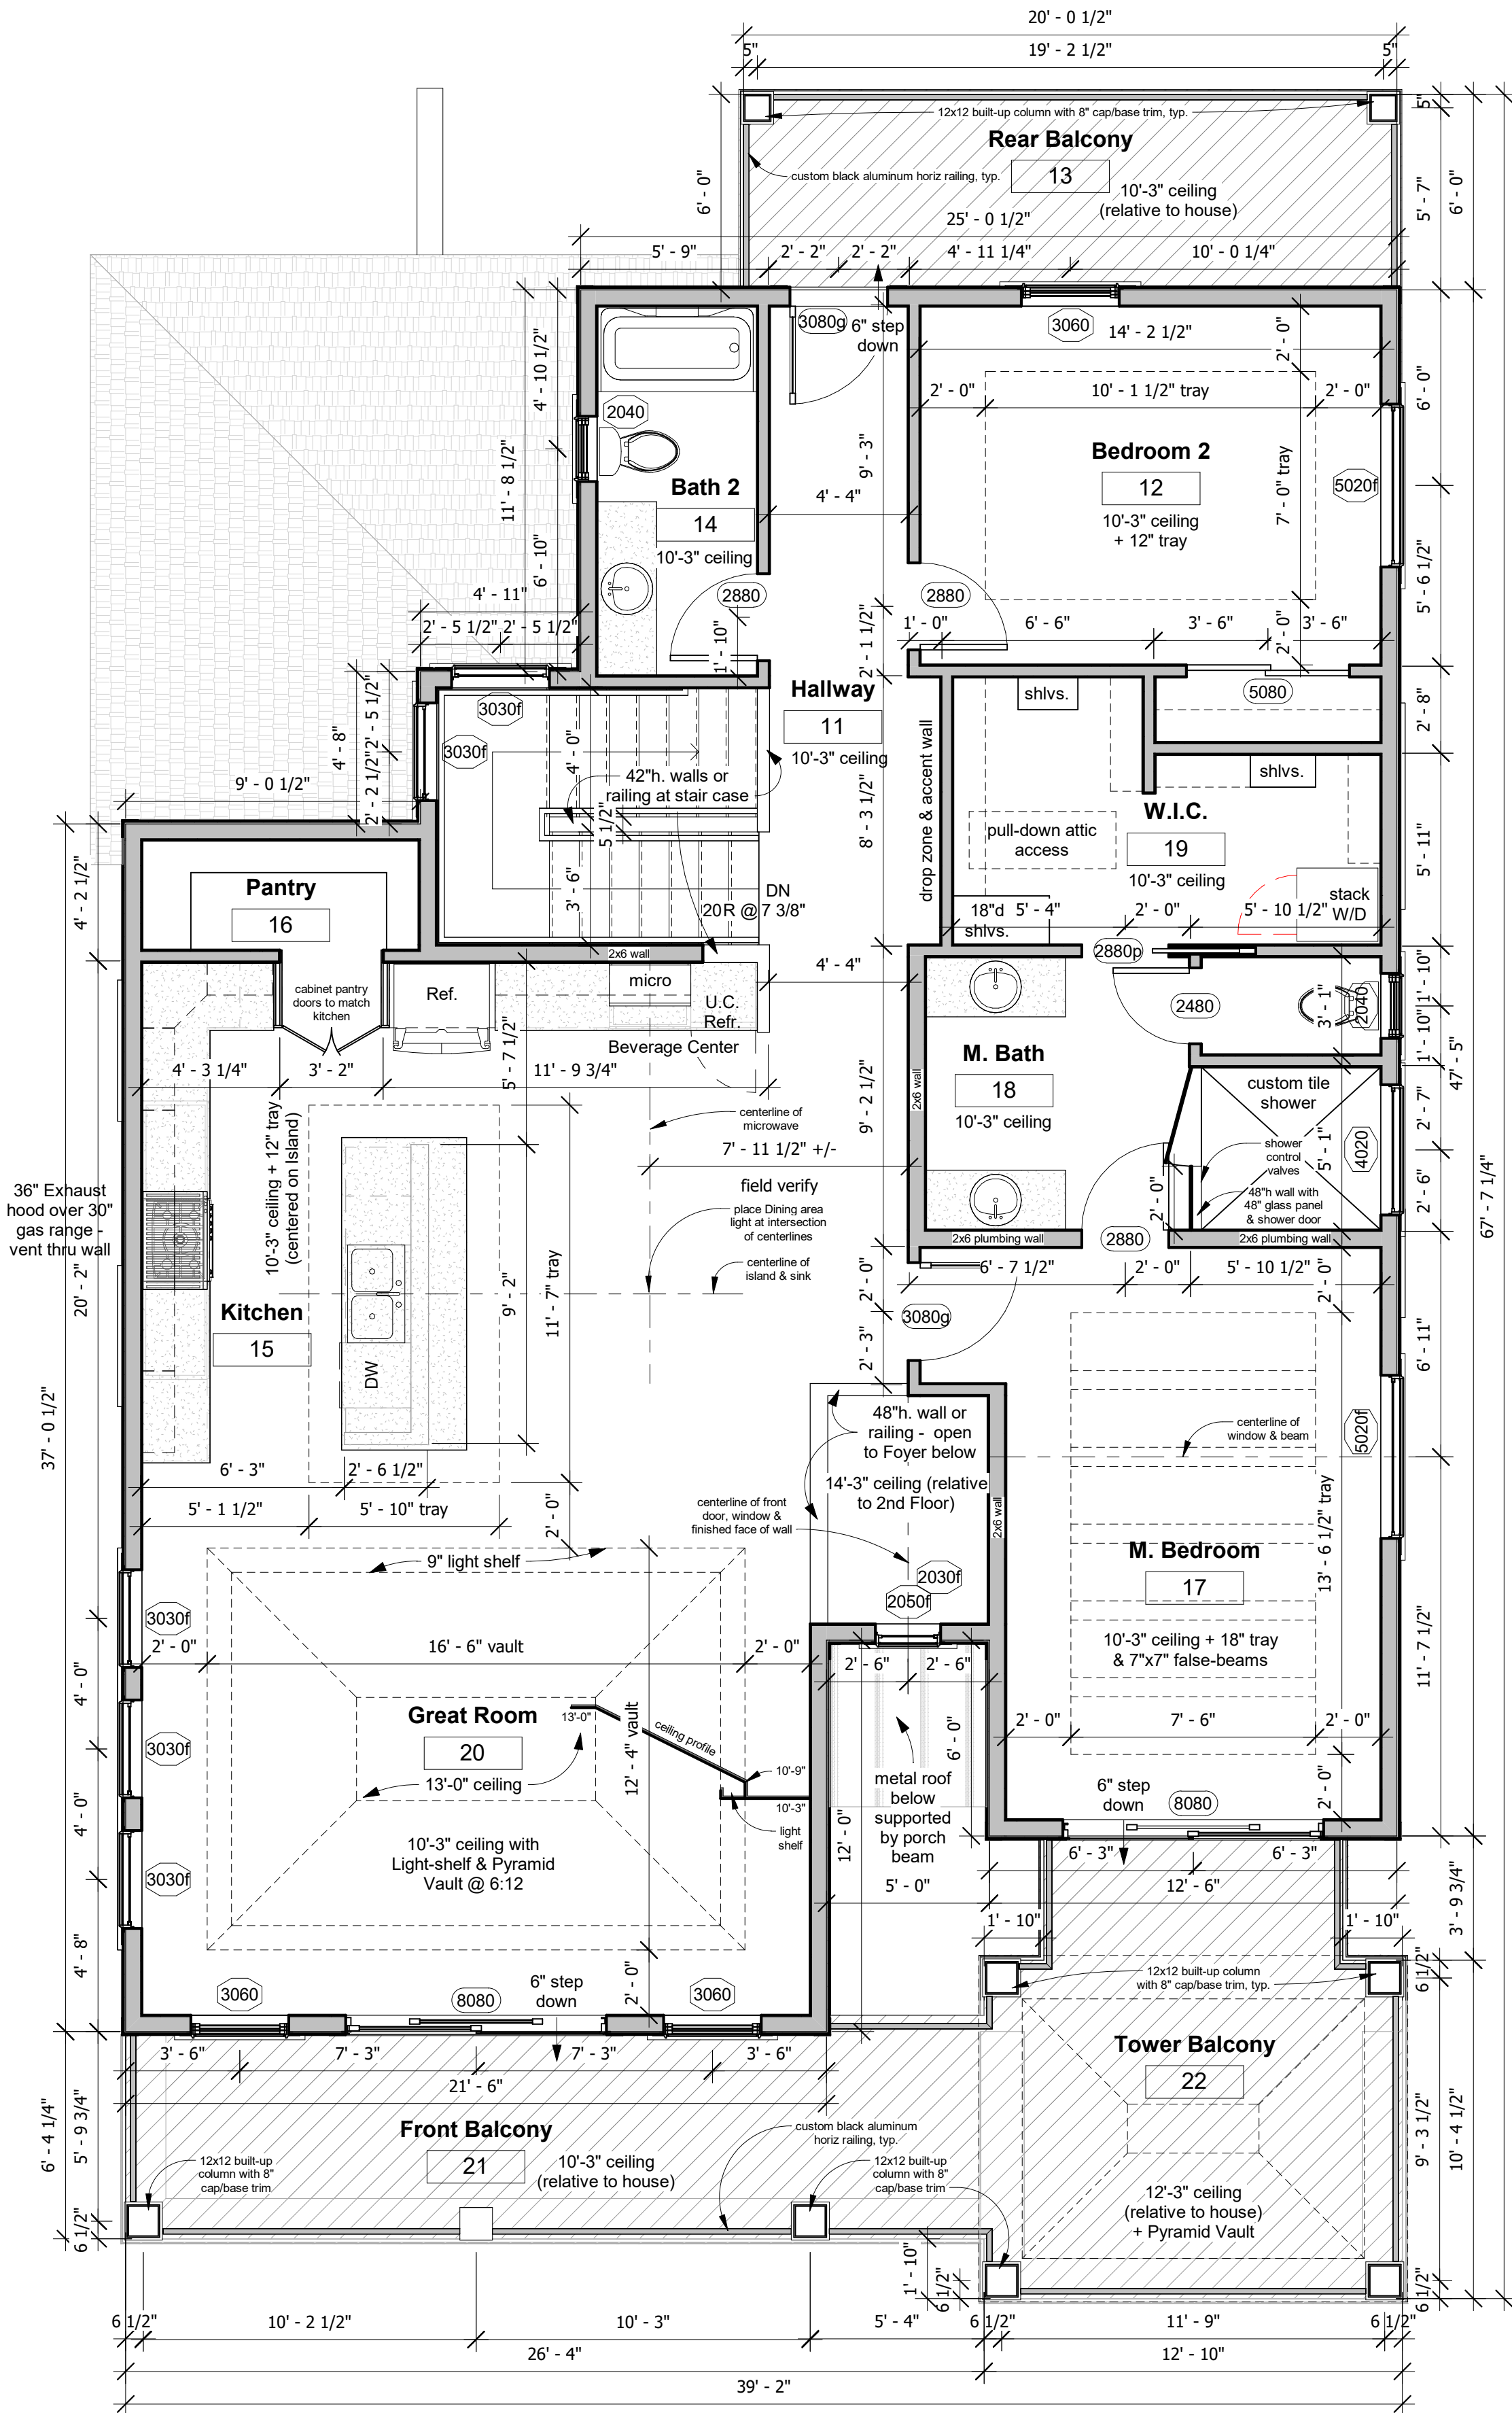 20' - 0 1/2"
5"
19' - 2 1/2"
5"
12x12 built-up column with 8" cap/base trim, typ.
5"
Rear Balcony
13
custom black aluminum horiz railing, typ.
10'-3" ceiling
(relative to house)
6' - 0"
5' - 7"
6' - 0"
25' - 0 1/2"
5' - 9"
2' - 2"
2' - 2"
4' - 11 1/4"
10' - 0 1/4"
3080g
6" step
down
3060
14' - 2 1/2"
2' - 0"
4' - 10 1/2"
2040
2' - 0"
10' - 1 1/2" tray
2' - 0"
6' - 0"
11' - 8 1/2"
9' - 3"
Bedroom 2
12
10'-3" ceiling
+ 12" tray
7' - 0" tray
5020f
Bath 2
14
10'-3" ceiling
4' - 4"
6' - 10"
5' - 6 1/2"
4' - 11"
2' - 5 1/2"
2' - 5 1/2"
2880
2880
1' - 10"
2' - 1 1/2"
1' - 0"
6' - 6"
3' - 6"
2' - 0"
3' - 6"
Hallway
11
10'-3" ceiling
shlvs.
5080
2' - 8"
3030f
3030f
4' - 8"
2' - 5 1/2"
2' - 2 1/2"
4' - 0"
42"h. walls or
railing at stair case
5 1/2"
3' - 6"
9' - 0 1/2"
8' - 3 1/2"
drop zone & accent wall
shlvs.
W.I.C.
19
10'-3" ceiling
pull-down attic
access
5' - 11"
4' - 2 1/2"
Pantry
16
DN
20R @ 7 3/8"
18"d
shlvs.
5' - 4"
2' - 0"
5' - 10 1/2"
stack
W/D
2x6 wall
2880p
4' - 4"
cabinet pantry
doors to match
kitchen
Ref.
micro
U.C.
Refr.
Beverage Center
2480
3' - 1"
2040
1' - 10"
1' - 10"
47' - 5"
4' - 3 1/4"
3' - 2"
5' - 7 1/2"
11' - 9 3/4"
M. Bath
18
10'-3" ceiling
2x6 wall
9' - 2 1/2"
custom tile
shower
shower
control
valves
5' - 1"
4020
48"h wall with
48" glass panel
& shower door
2' - 0"
2' - 7"
2' - 6"
67' - 7 1/4"
10'-3" ceiling + 12" tray
(centered on Island)
centerline of
microwave
7' - 11 1/2" +/-
field verify
place Dining area
light at intersection
of centerlines
centerline of
island & sink
36" Exhaust
hood over 30"
gas range -
vent thru wall
20' - 2"
Kitchen
15
DW
9' - 2"
11' - 7" tray
2x6 plumbing wall
2880
2x6 plumbing wall
6' - 7 1/2"
2' - 0"
5' - 10 1/2"
2' - 0"
2' - 0"
3080g
2' - 3"
6' - 11"
37' - 0 1/2"
48"h. wall or
railing - open
to Foyer below
14'-3" ceiling (relative
to 2nd Floor)
centerline of
window & beam
5020f
6' - 3"
2' - 6 1/2"
5' - 1 1/2"
5' - 10" tray
2' - 0"
centerline of front
door, window &
finished face of wall
2x6 wall
13' - 6 1/2" tray
M. Bedroom
17
10'-3" ceiling + 18" tray
& 7"x7" false-beams
9" light shelf
2030f
2050f
3030f
2' - 0"
16' - 6" vault
2' - 0"
2' - 6"
2' - 6"
11' - 7 1/2"
4' - 0"
Great Room
20
13'-0" ceiling
13'-0"
ceiling profile
12' - 4" vault
10'-9"
10'-3"
light
shelf
6' - 0"
2' - 0"
7' - 6"
2' - 0"
3030f
4' - 0"
metal roof
below
supported
by porch
beam
12' - 0"
6" step
down
8080
2' - 0"
10'-3" ceiling with
Light-shelf & Pyramid
Vault @ 6:12
3030f
4' - 8"
5' - 0"
6' - 3"
6' - 3"
12' - 6"
1' - 10"
1' - 10"
3' - 9 3/4"
3060
8080
6" step
down
2' - 0"
3060
12x12 built-up column
with 8" cap/base trim, typ.
6 1/2"
3' - 6"
7' - 3"
7' - 3"
3' - 6"
21' - 6"
Tower Balcony
22
Front Balcony
21
10'-3" ceiling
(relative to house)
custom black aluminum
horiz railing, typ.
12x12 built-up
column with 8"
cap/base trim
12x12 built-up
column with 8"
cap/base trim
12'-3" ceiling
(relative to house)
+ Pyramid Vault
6' - 4 1/4"
5' - 9 3/4"
6 1/2"
9' - 3 1/2"
10' - 4 1/2"
1' - 10"
6 1/2"
6 1/2"
6 1/2"
10' - 2 1/2"
10' - 3"
5' - 4"
6 1/2"
11' - 9"
6 1/2"
26' - 4"
12' - 10"
39' - 2"